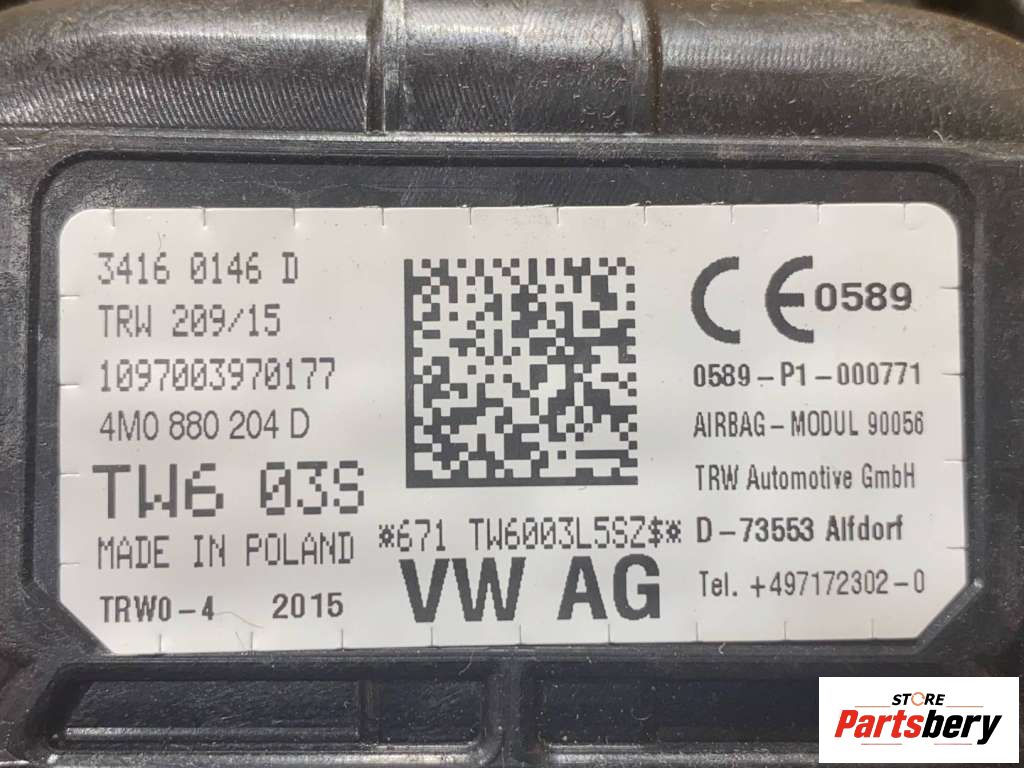 3416 0146 D
TRW 209/15
1097003970177
4M0 880 204 D
TW6 03S
MADE IN POLAND
TRW0-4 2015
*671 TW6003L5SZ$*
VW AG
CE 0589
0589-P1-000771
AIRBAG-MODUL 90056
TRW Automotive GmbH
D-73553 Alfdorf
Tel. +497172302-0
STORE
Partsbery